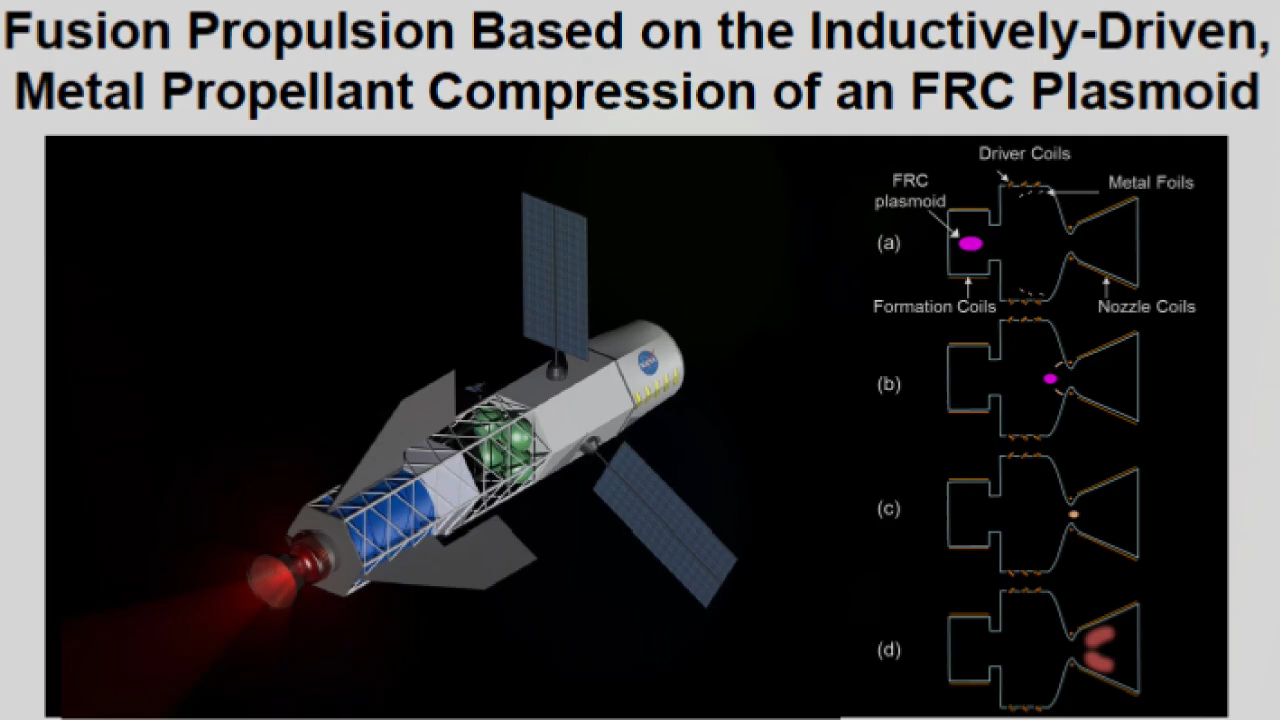 Fusion Propulsion Based on the Inductively-Driven,
Metal Propellant Compression of an FRC Plasmoid
Driver Coils
FRC
plasmoid
Metal Foils
(a)
Formation Coils
Nozzle Coils
NASA
(b)
(c)
(d)